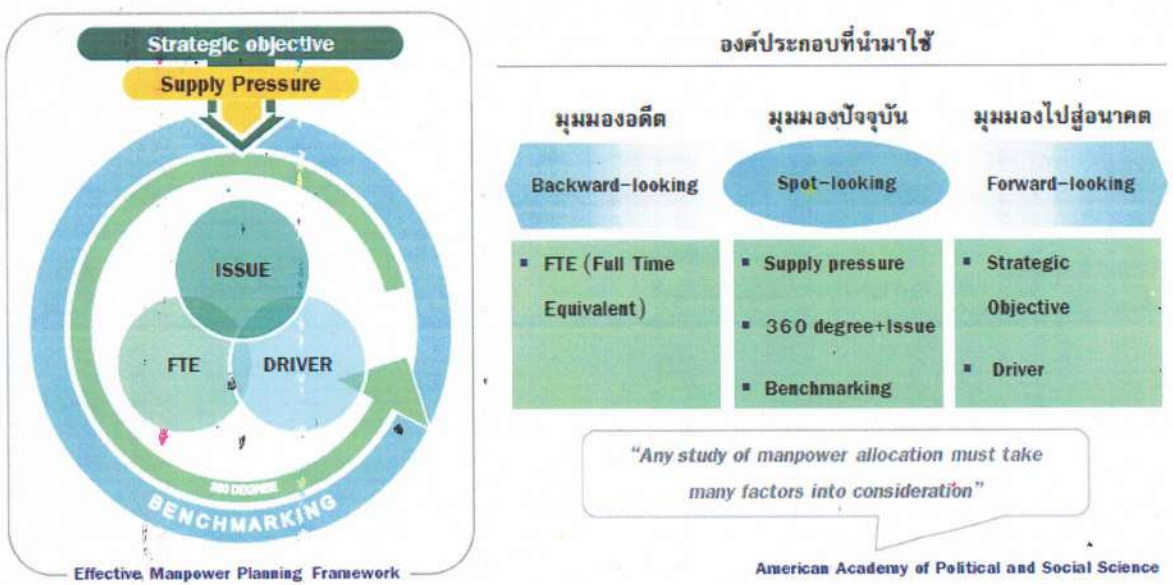 Strategic objective
Supply Pressure
ISSUE
FTE
DRIVER
360 DEGREE
BENCHMARKING
Effective Manpower Planning Framework
องค์ประกอบที่นำมาใช้
มุมมองอดีต
มุมมองปัจจุบัน
มุมมองไปสู่อนาคต
Backward-looking
Spot-looking
Forward-looking
▪ FTE (Full Time
Equivalent)
▪ Supply pressure
▪ 360 degree+Issue
▪ Benchmarking
▪ Strategic
Objective
▪ Driver
“Any study of manpower allocation must take
many factors into consideration”
American Academy of Political and Social Science